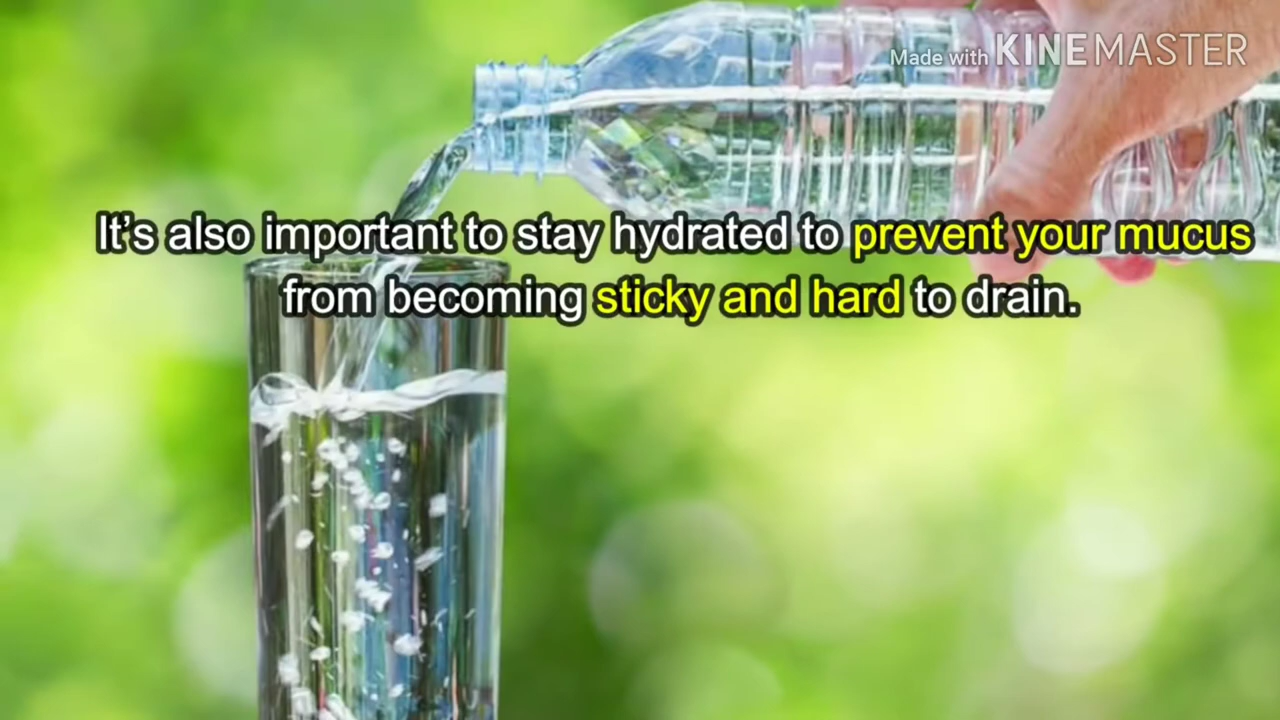 Made with KINEMASTER
It's also important to stay hydrated to prevent your mucus
from becoming sticky and hard to drain.